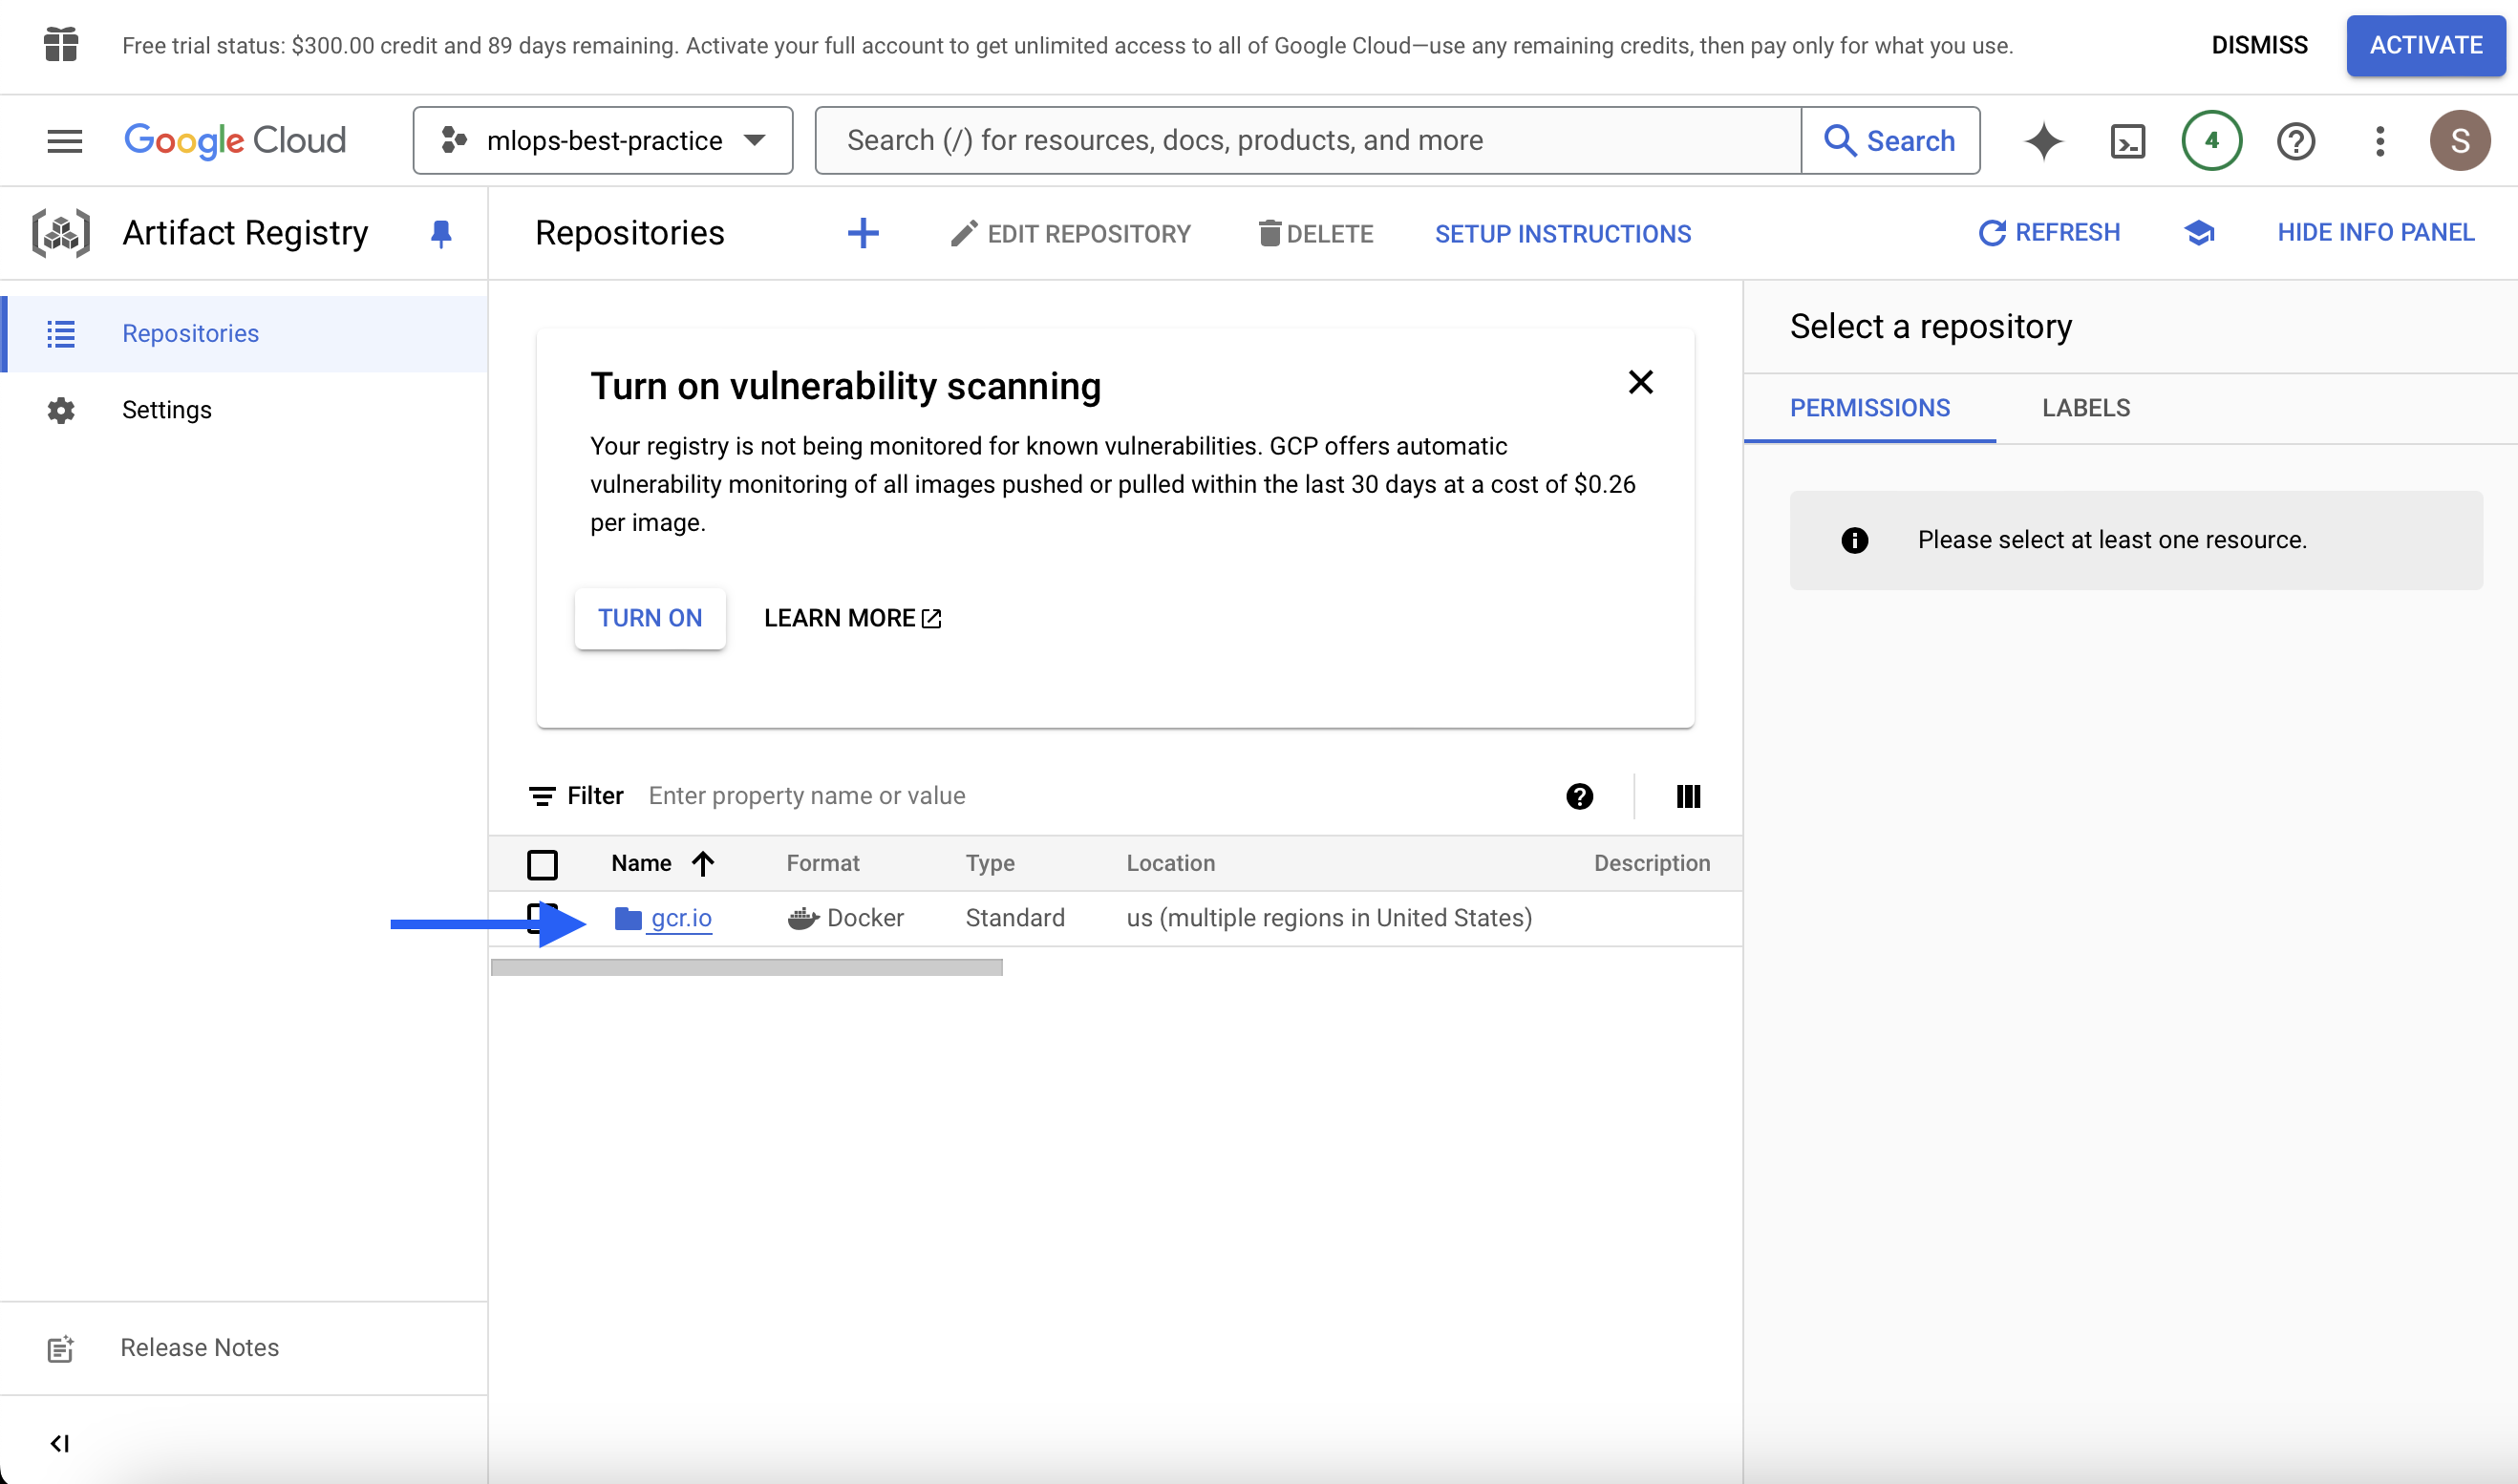 Free trial status: $300.00 credit and 89 days remaining. Activate your full account to get unlimited access to all of Google Cloud—use any remaining credits, then pay only for what you use.
DISMISS
ACTIVATE
Google Cloud
mlops-best-practice
Search (/) for resources, docs, products, and more
Search
4
S
Artifact Registry
Repositories
EDIT REPOSITORY
DELETE
SETUP INSTRUCTIONS
REFRESH
HIDE INFO PANEL
Repositories
Settings
Turn on vulnerability scanning
Your registry is not being monitored for known vulnerabilities. GCP offers automatic
vulnerability monitoring of all images pushed or pulled within the last 30 days at a cost of $0.26
per image.
TURN ON
LEARN MORE
Filter
Enter property name or value
Name
Format
Type
Location
Description
gcr.io
Docker
Standard
us (multiple regions in United States)
Select a repository
PERMISSIONS
LABELS
Please select at least one resource.
Release Notes